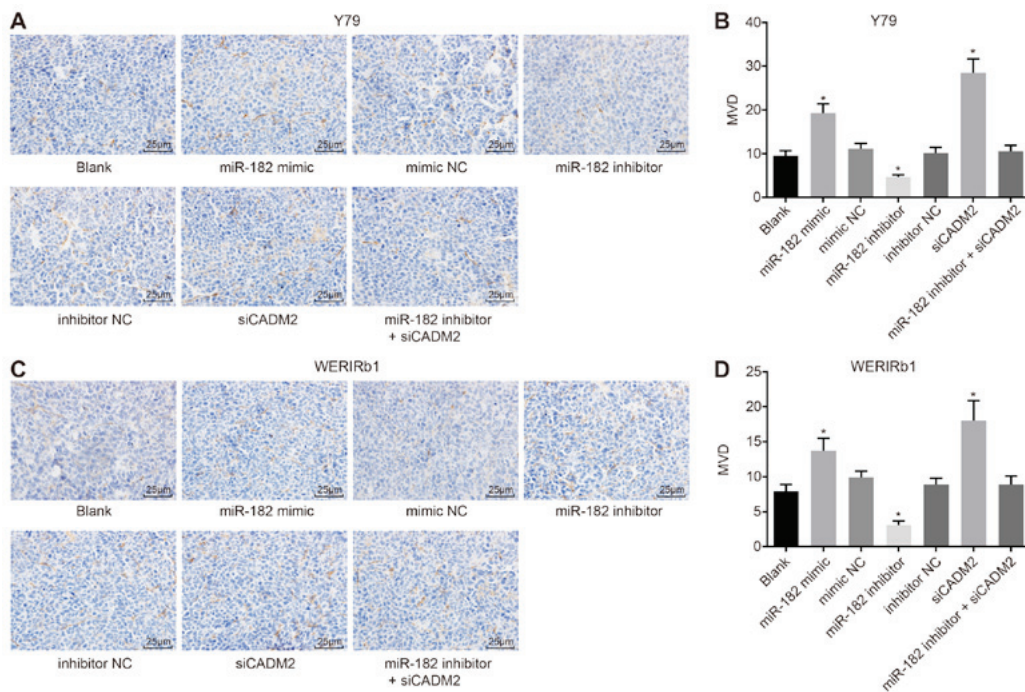 A
Y79
25μm
25μm
25μm
25μm
Blank
miR-182 mimic
mimic NC
miR-182 inhibitor
25μm
25μm
25μm
inhibitor NC
siCADM2
miR-182 inhibitor
+ siCADM2
B
Y79
MVD
40
30
20
10
0
*
*
*
Blank
miR-182 mimic
mimic NC
miR-182 inhibitor
inhibitor NC
siCADM2
miR-182 inhibitor + siCADM2
C
WERIRb1
25μm
25μm
25μm
25μm
Blank
miR-182 mimic
mimic NC
miR-182 inhibitor
25μm
25μm
25μm
inhibitor NC
siCADM2
miR-182 inhibitor
+ siCADM2
D
WERIRb1
MVD
25
20
15
10
5
0
*
*
*
Blank
miR-182 mimic
mimic NC
miR-182 inhibitor
inhibitor NC
siCADM2
miR-182 inhibitor + siCADM2